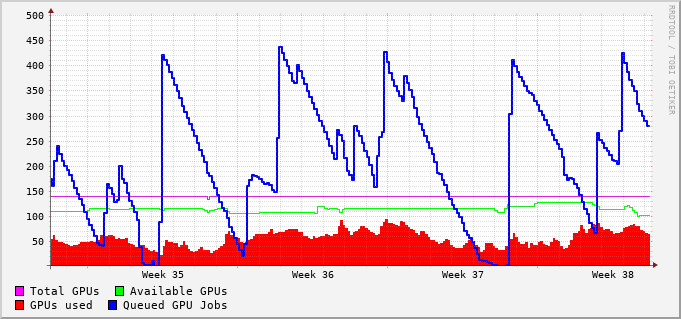 500
450
400
350
300
250
200
150
100
50
Week 35 Week 36 Week 37 Week 38
Total GPUs Available GPUs
GPUs used Queued GPU Jobs
RRDTOOL / TOBI OETIKER